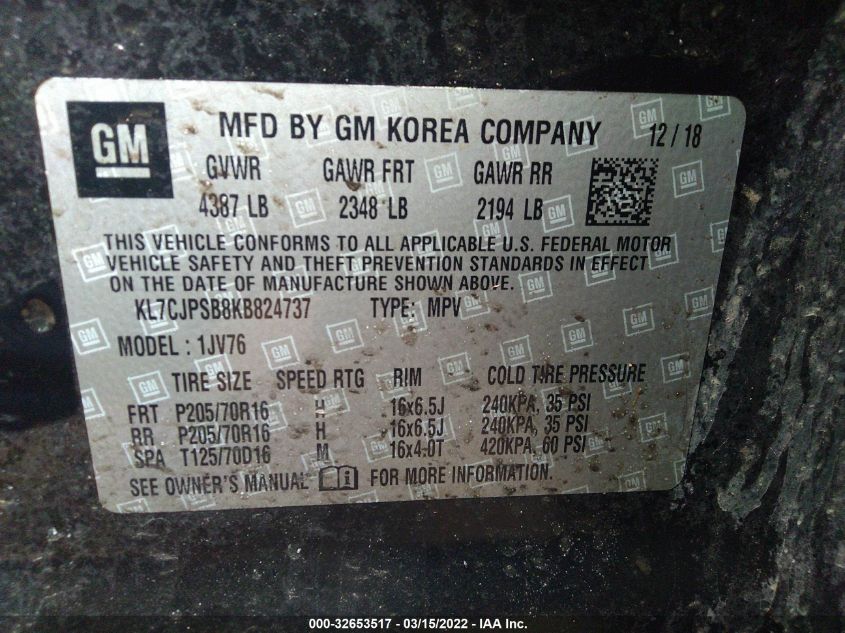 GM MFD BY GM KOREA COMPANY 12/18
GVWR GAWR FRT GAWR RR
4387 LB 2348 LB 2194 LB
THIS VEHICLE CONFORMS TO ALL APPLICABLE U.S. FEDERAL MOTOR
VEHICLE SAFETY AND THEFT PREVENTION STANDARDS IN EFFECT
ON THE DATE OF MANUFACTURE SHOWN ABOVE.
KL7CJPSB8KB824737 TYPE: MPV
MODEL : 1JV76
TIRE SIZE SPEED RTG RIM COLD TIRE PRESSURE
FRT P205/70R16 H 16x6.5J 240KPA, 35 PSI
RR P205/70R16 H 16x6.5J 240KPA, 35 PSI
SPA T125/70D16 M 16x4.0T 420KPA, 60 PSI
SEE OWNER'S MANUAL FOR MORE INFORMATION.
000-32653517 - 03/15/2022 - IAA Inc.